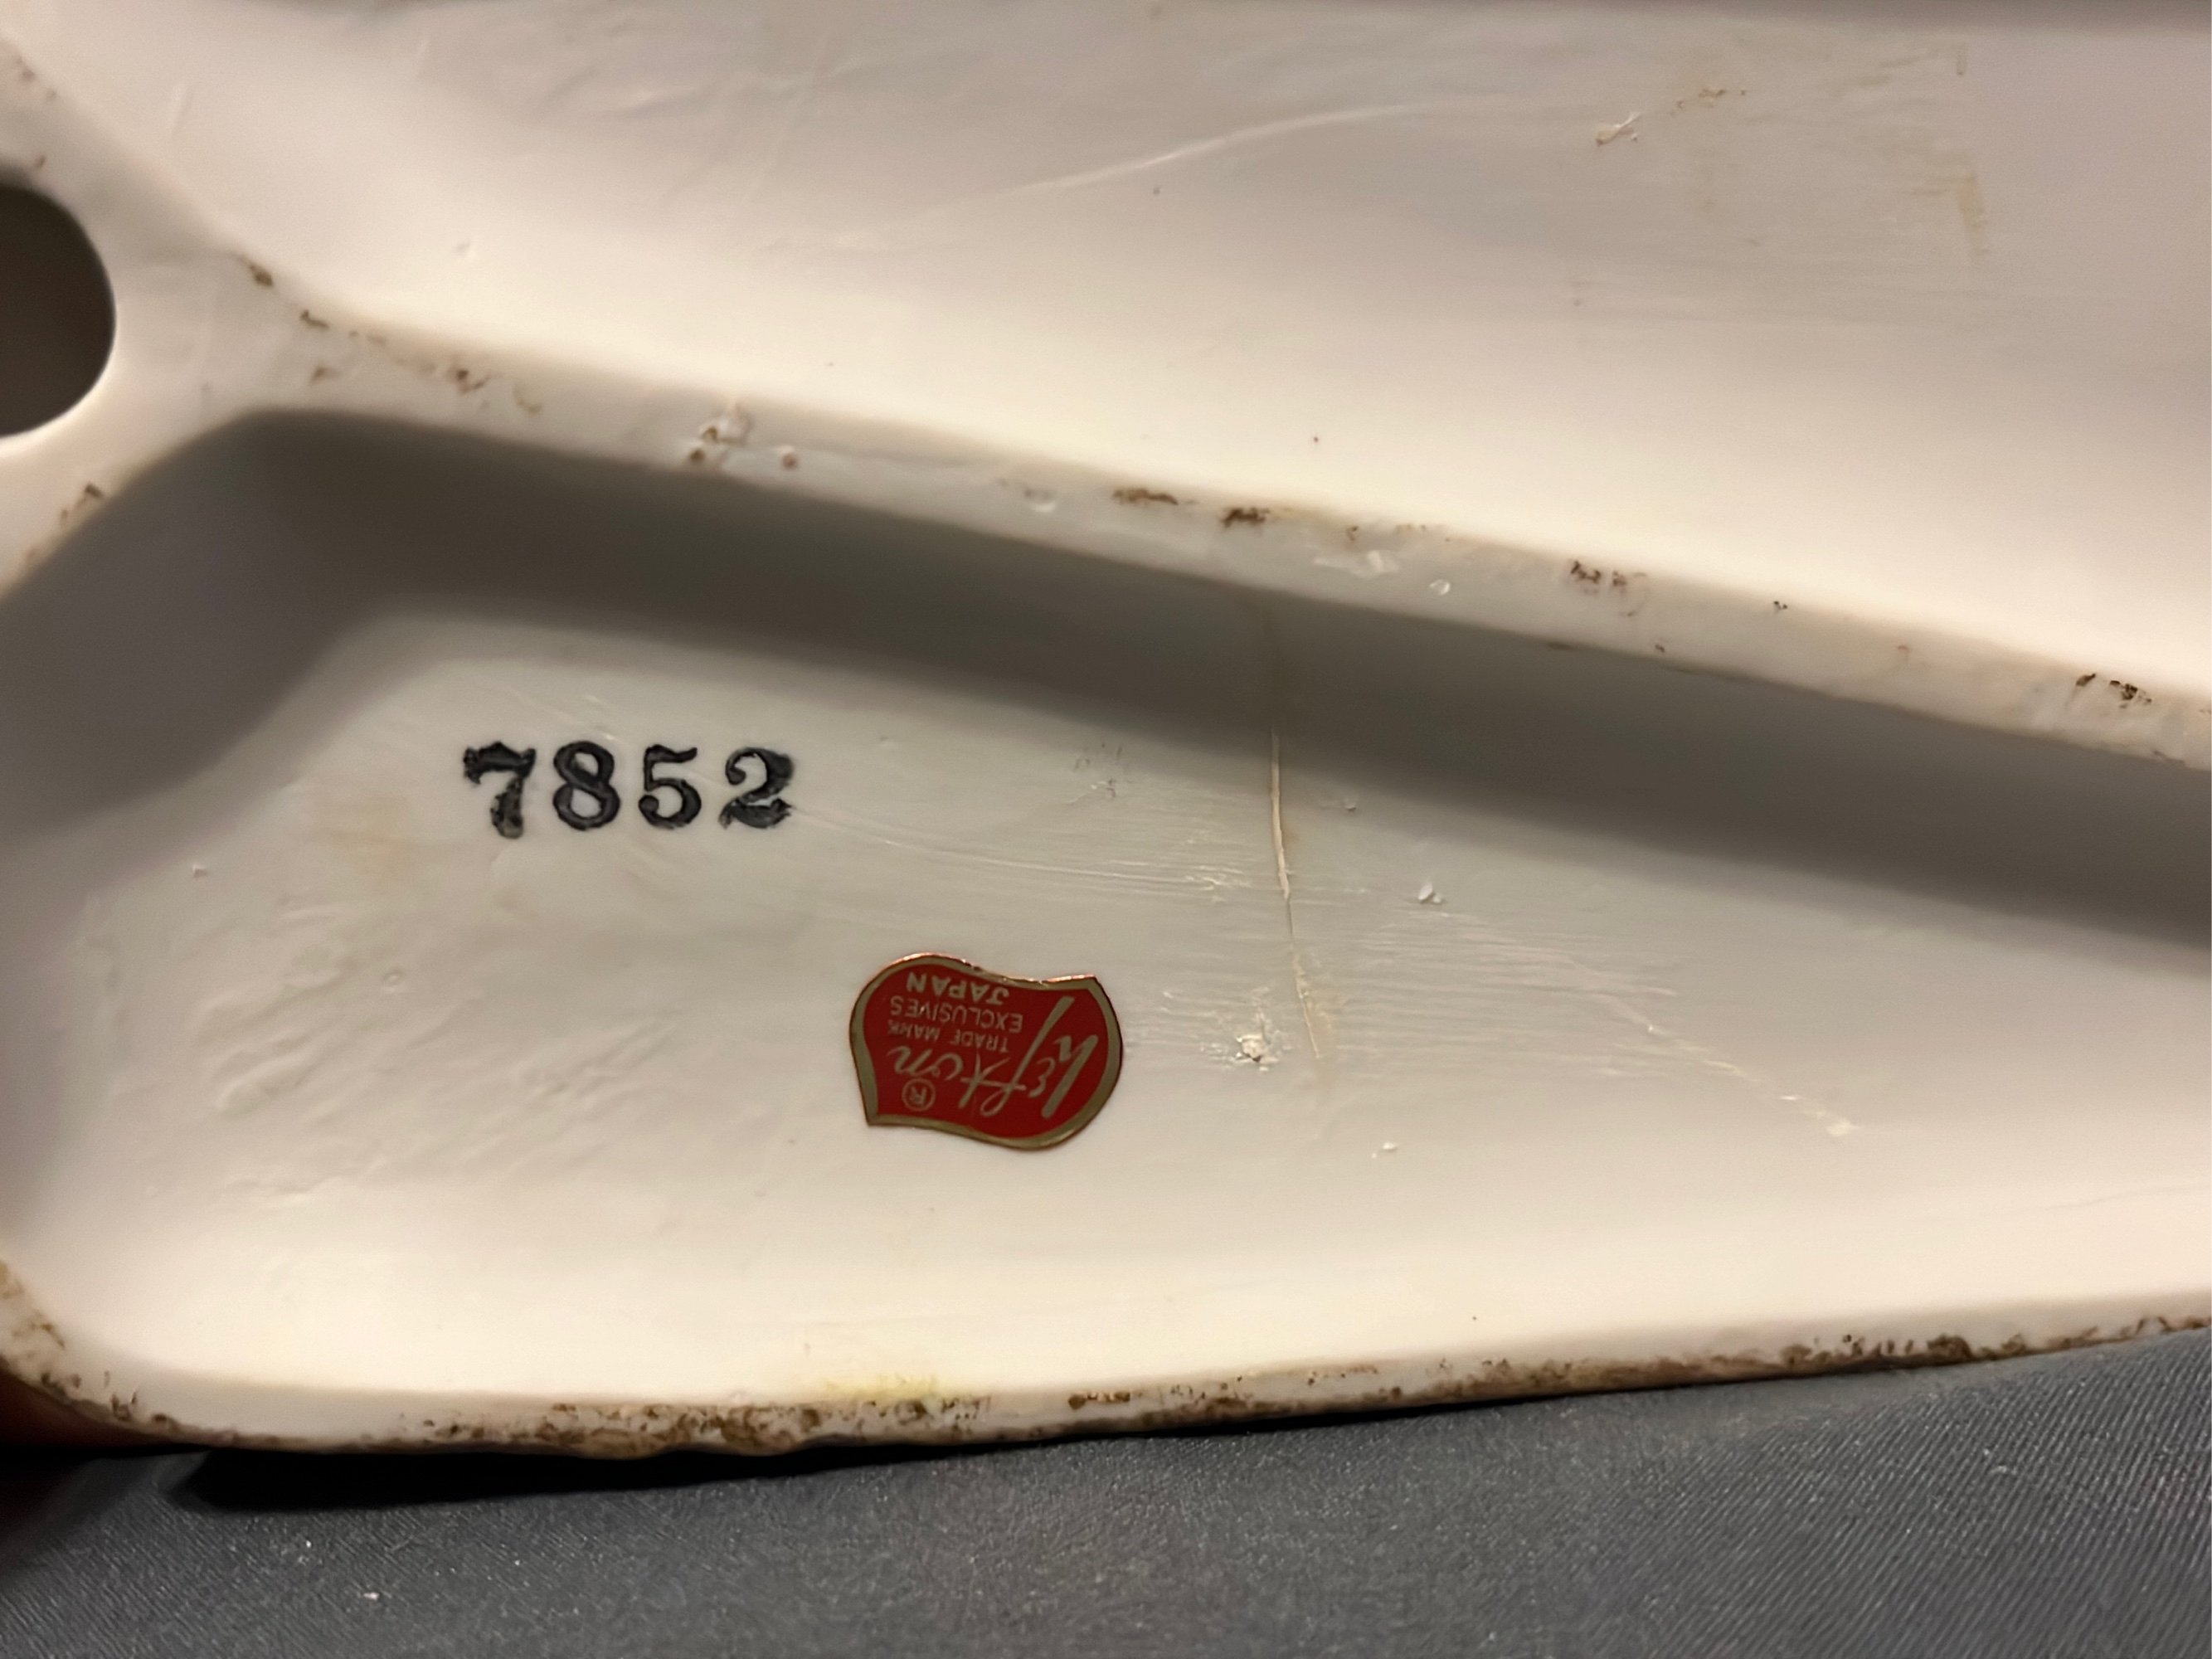 7852
Lefton ®
TRADE MARK
EXCLUSIVES
JAPAN